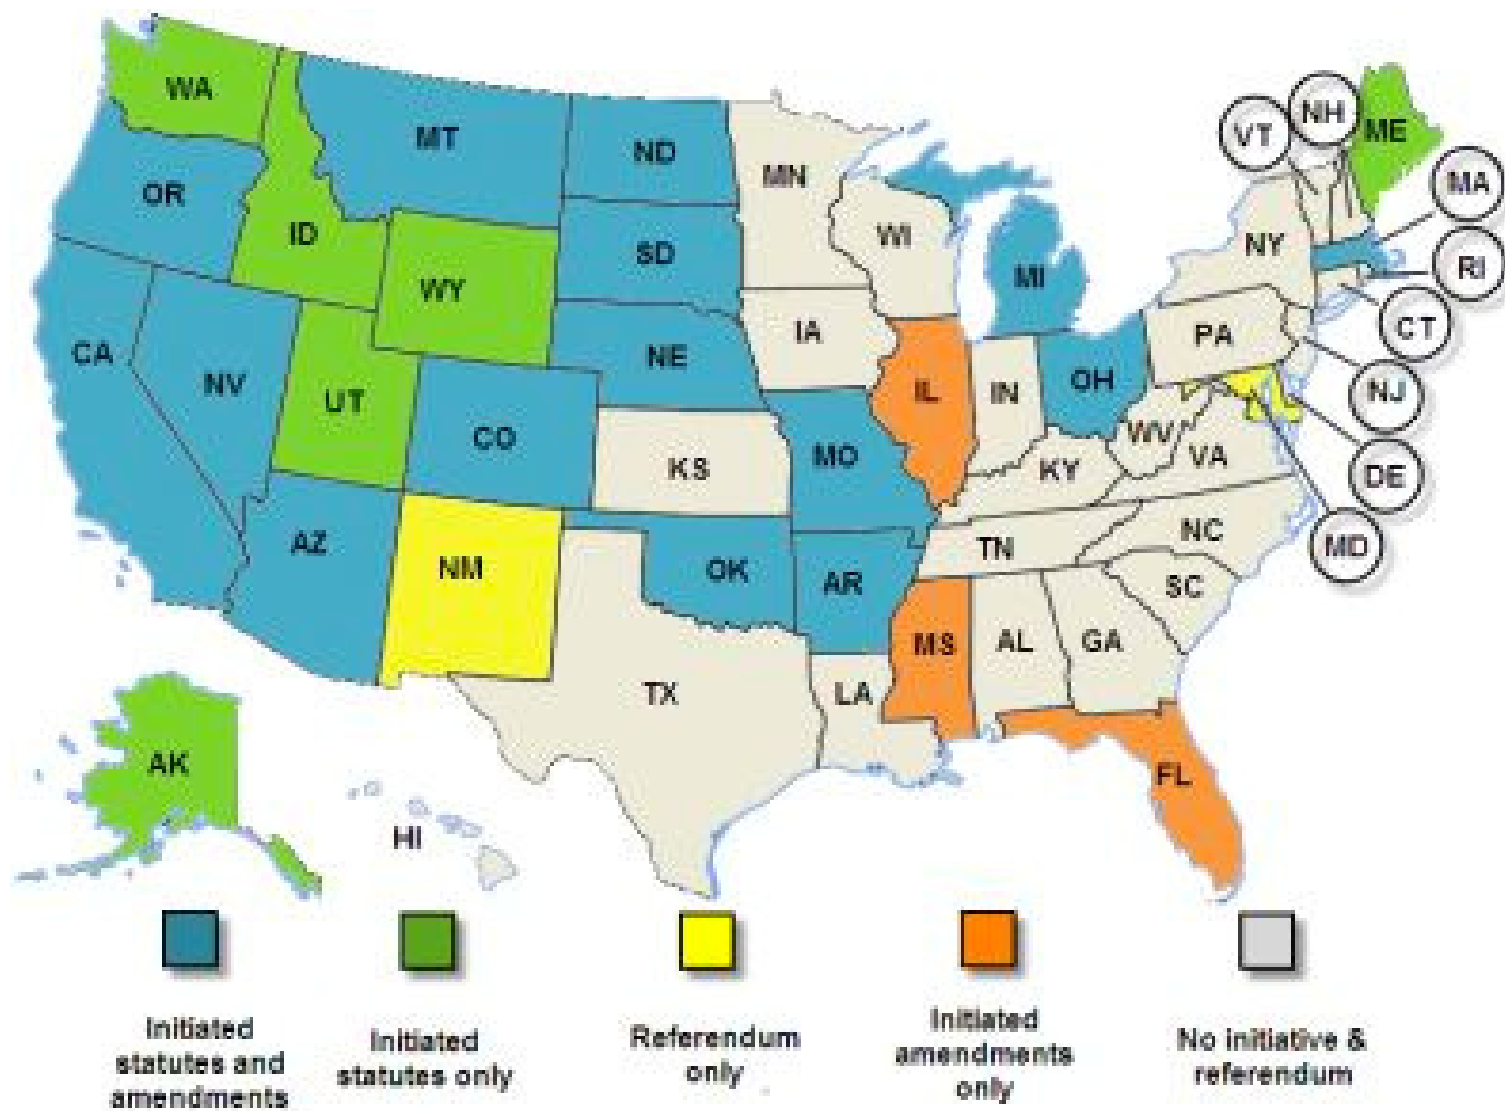 WA
MT
ND
MN
VT
NH
ME
OR
ID
SD
WI
MA
NY
WY
MI
RI
CA
NV
UT
NE
IA
PA
CT
CO
KS
MO
IL
IN
OH
WV
VA
NJ
KY
DE
AZ
NM
OK
AR
TN
NC
MD
SC
MS
AL
GA
TX
LA
FL
AK
HI
Initiated
statutes and
amendments
Initiated
statutes only
Referendum
only
Initiated
amendments
only
No initiative &
referendum